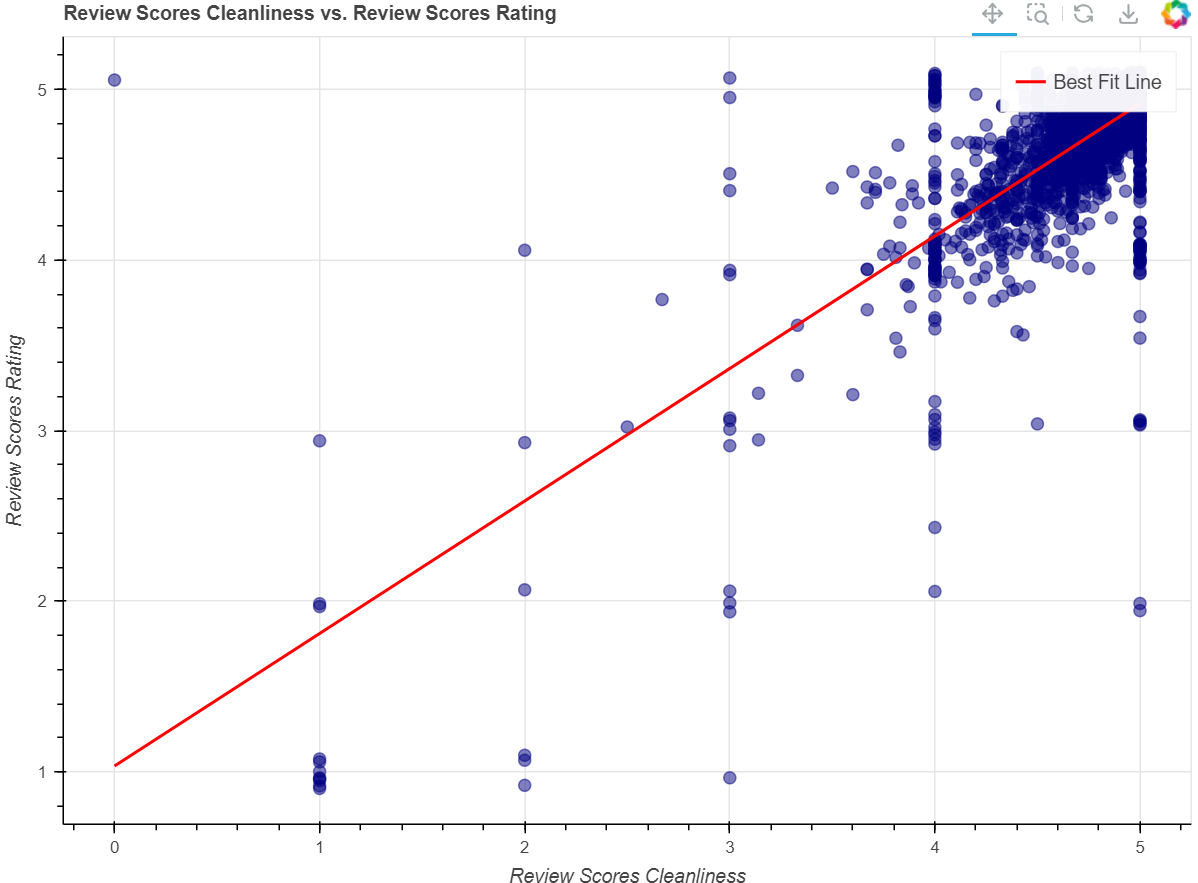 Review Scores Cleanliness vs. Review Scores Rating
Best Fit Line
5
4
3
2
1
Review Scores Rating
0 1 2 3 4 5
Review Scores Cleanliness